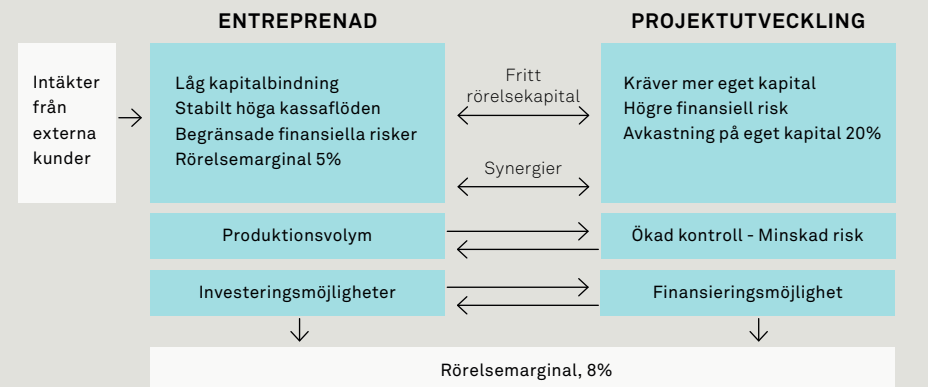 ENTREPRENAD
PROJEKTUTVECKLING
Intäkter
från
externa
kunder
Låg kapitalbindning
Stabilt höga kassaflöden
Begränsade finansiella risker
Rörelsemarginal 5%
Fritt
rörelsekapital
Synergier
Kräver mer eget kapital
Högre finansiell risk
Avkastning på eget kapital 20%
Produktionsvolym
Ökad kontroll - Minskad risk
Investeringsmöjligheter
Finansieringsmöjlighet
Rörelsemarginal, 8%